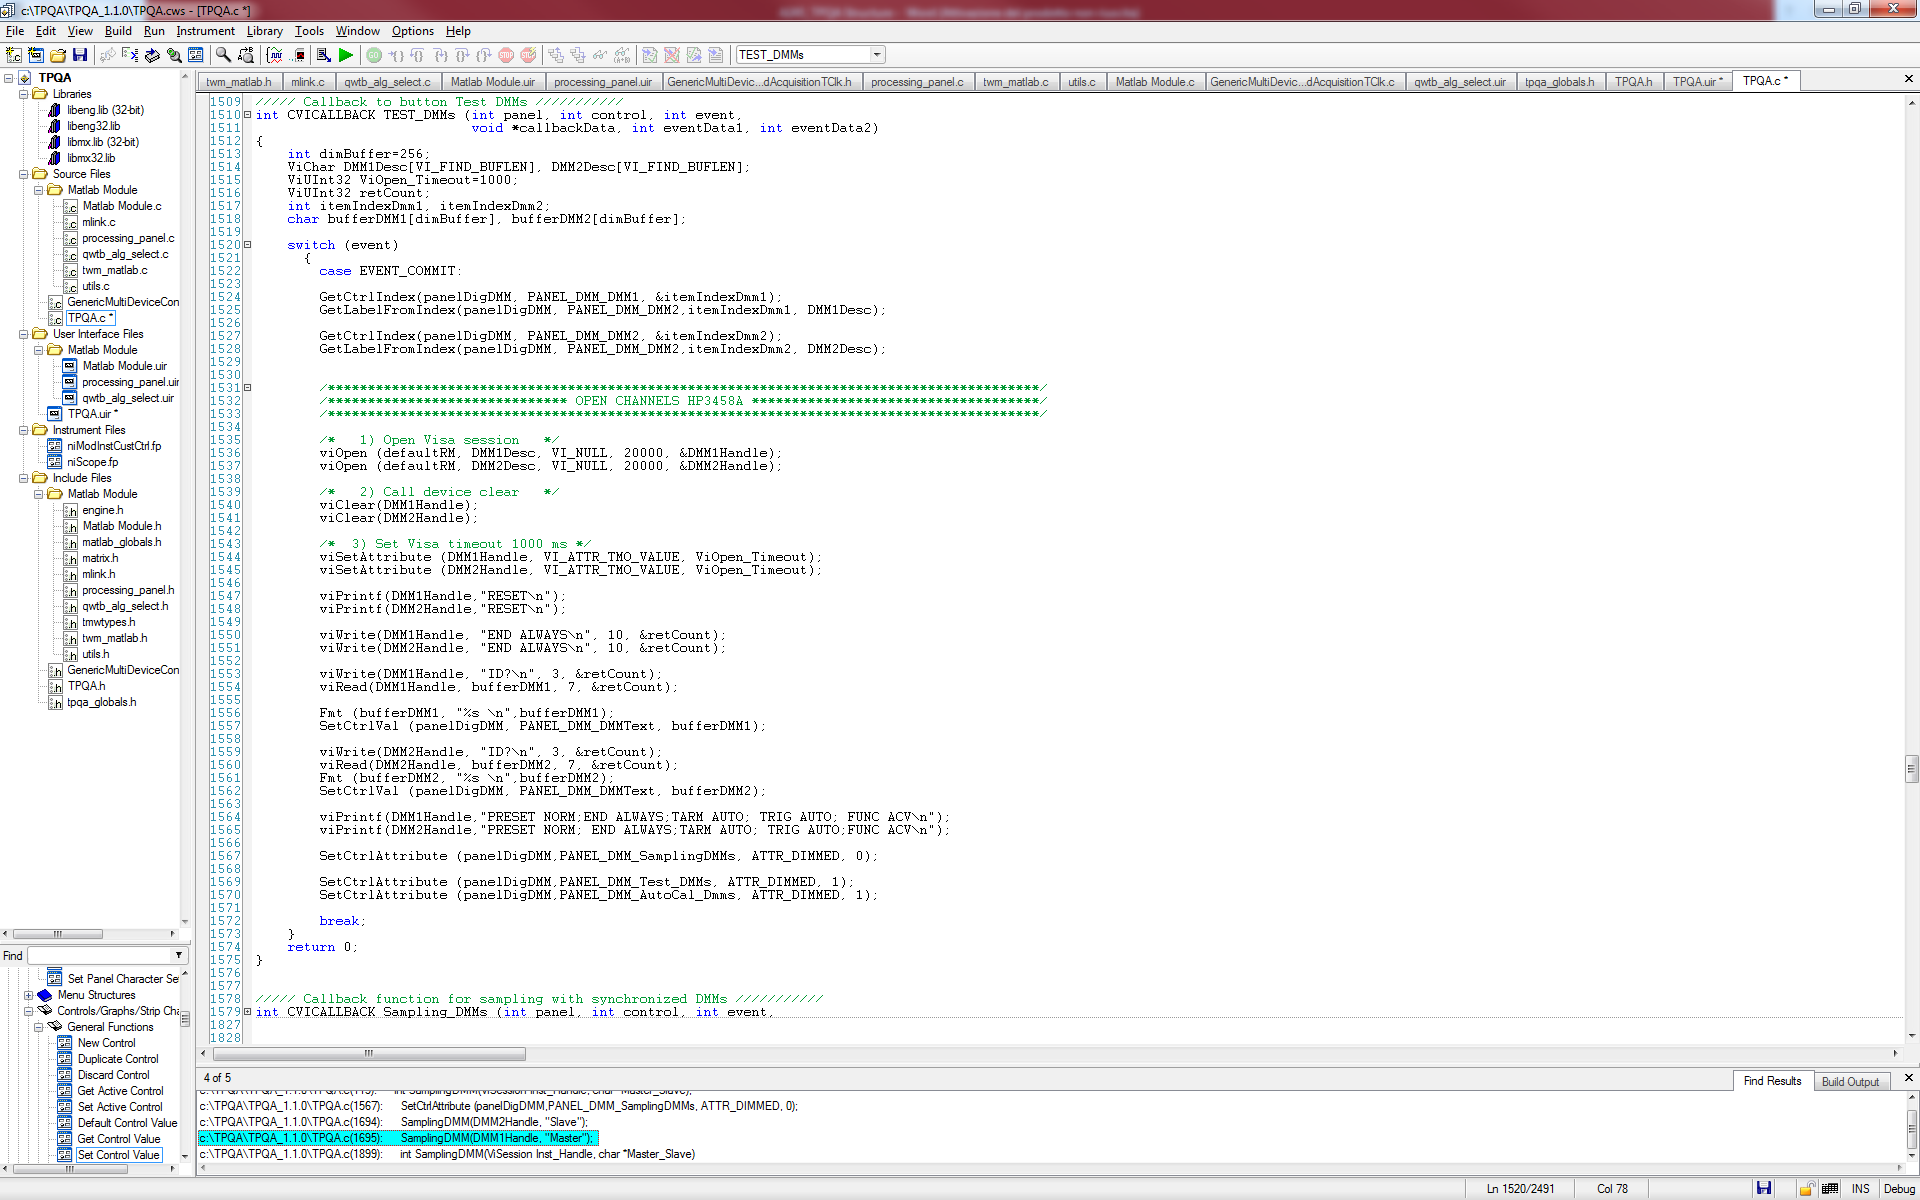 c:\TPQA\TPQA_1.1.0\TPQA.cws - [TPQA.c *]
File Edit View Build Run Instrument Library Tools Window Options Help
TEST_DMMs
twm_matlab.h mlink.c qwtb_alg_select.c Matlab Module.uir processing_panel.uir GenericMultiDevic...dAcquisitionTClk.h processing_panel.c twm_matlab.c utils.c Matlab Module.c GenericMultiDevic...dAcquisitionTClk.c qwtb_alg_select.uir tpqa_globals.h TPQA.h TPQA.uir * TPQA.c *
TPQA
Libraries
libeng.lib (32-bit)
libeng32.lib
libmx.lib (32-bit)
libmx32.lib
Source Files
Matlab Module
Matlab Module.c
mlink.c
processing_panel.c
qwtb_alg_select.c
twm_matlab.c
utils.c
GenericMultiDeviceCon
TPQA.c *
User Interface Files
Matlab Module
Matlab Module.uir
processing_panel.uir
qwtb_alg_select.uir
TPQA.uir *
Instrument Files
niModInstCustCtrl.fp
niScope.fp
Include Files
Matlab Module
engine.h
Matlab Module.h
matlab_globals.h
matrix.h
mlink.h
processing_panel.h
qwtb_alg_select.h
tmwtypes.h
twm_matlab.h
utils.h
GenericMultiDeviceCon
TPQA.h
tpqa_globals.h
Find
Set Panel Character Se
Menu Structures
Controls/Graphs/Strip Cha
General Functions
New Control
Duplicate Control
Discard Control
Get Active Control
Set Active Control
Default Control Value
Get Control Value
Set Control Value
1509 ///// Callback to button Test DMMs ///////////
1510 int CVICALLBACK TEST_DMMs (int panel, int control, int event,
1511 void *callbackData, int eventData1, int eventData2)
1512 {
1513 int dimBuffer=256;
1514 ViChar DMM1Desc[VI_FIND_BUFLEN], DMM2Desc[VI_FIND_BUFLEN];
1515 ViUInt32 ViOpen_Timeout=1000;
1516 ViUInt32 retCount;
1517 int itemIndexDmm1, itemIndexDmm2;
1518 char bufferDMM1[dimBuffer], bufferDMM2[dimBuffer];
1519
1520 switch (event)
1521 {
1522 case EVENT_COMMIT:
1523
1524 GetCtrlIndex(panelDigDMM, PANEL_DMM_DMM1, &itemIndexDmm1);
1525 GetLabelFromIndex(panelDigDMM, PANEL_DMM_DMM2,itemIndexDmm1, DMM1Desc);
1526
1527 GetCtrlIndex(panelDigDMM, PANEL_DMM_DMM2, &itemIndexDmm2);
1528 GetLabelFromIndex(panelDigDMM, PANEL_DMM_DMM2,itemIndexDmm2, DMM2Desc);
1529
1530
1531 /*****************************************************************************************/
1532 /****************************** OPEN CHANNELS HP3458A ************************************/
1533 /*****************************************************************************************/
1534
1535 /* 1) Open Visa session */
1536 viOpen (defaultRM, DMM1Desc, VI_NULL, 20000, &DMM1Handle);
1537 viOpen (defaultRM, DMM2Desc, VI_NULL, 20000, &DMM2Handle);
1538
1539 /* 2) Call device clear */
1540 viClear(DMM1Handle);
1541 viClear(DMM2Handle);
1542
1543 /* 3) Set Visa timeout 1000 ms */
1544 viSetAttribute (DMM1Handle, VI_ATTR_TMO_VALUE, ViOpen_Timeout);
1545 viSetAttribute (DMM2Handle, VI_ATTR_TMO_VALUE, ViOpen_Timeout);
1546
1547 viPrintf(DMM1Handle,"RESET\n");
1548 viPrintf(DMM2Handle,"RESET\n");
1549
1550 viWrite(DMM1Handle, "END ALWAYS\n", 10, &retCount);
1551 viWrite(DMM2Handle, "END ALWAYS\n", 10, &retCount);
1552
1553 viWrite(DMM1Handle, "ID?\n", 3, &retCount);
1554 viRead(DMM1Handle, bufferDMM1, 7, &retCount);
1555
1556 Fmt (bufferDMM1, "%s \n",bufferDMM1);
1557 SetCtrlVal (panelDigDMM, PANEL_DMM_DMMText, bufferDMM1);
1558
1559 viWrite(DMM2Handle, "ID?\n", 3, &retCount);
1560 viRead(DMM2Handle, bufferDMM2, 7, &retCount);
1561 Fmt (bufferDMM2, "%s \n",bufferDMM2);
1562 SetCtrlVal (panelDigDMM, PANEL_DMM_DMMText, bufferDMM2);
1563
1564 viPrintf(DMM1Handle,"PRESET NORM;END ALWAYS;TARM AUTO; TRIG AUTO; FUNC ACV\n");
1565 viPrintf(DMM2Handle,"PRESET NORM; END ALWAYS;TARM AUTO; TRIG AUTO;FUNC ACV\n");
1566
1567 SetCtrlAttribute (panelDigDMM,PANEL_DMM_SamplingDMMs, ATTR_DIMMED, 0);
1568
1569 SetCtrlAttribute (panelDigDMM,PANEL_DMM_Test_DMMs, ATTR_DIMMED, 1);
1570 SetCtrlAttribute (panelDigDMM,PANEL_DMM_AutoCal_Dmms, ATTR_DIMMED, 1);
1571
1572 break;
1573 }
1574 return 0;
1575 }
1576
1577
1578 ///// Callback function for sampling with synchronized DMMs ///////////
1579 int CVICALLBACK Sampling_DMMs (int panel, int control, int event,
1827
1828
4 of 5
Find Results Build Output
c:\TPQA\TPQA_1.1.0\TPQA.c(1567): SetCtrlAttribute (panelDigDMM,PANEL_DMM_SamplingDMMs, ATTR_DIMMED, 0);
c:\TPQA\TPQA_1.1.0\TPQA.c(1694): SamplingDMM(DMM2Handle, "Slave");
c:\TPQA\TPQA_1.1.0\TPQA.c(1695): SamplingDMM(DMM1Handle, "Master");
c:\TPQA\TPQA_1.1.0\TPQA.c(1899): int SamplingDMM(ViSession Inst_Handle, char *Master_Slave)
Ln 1520/2491 Col 78 INS Debug